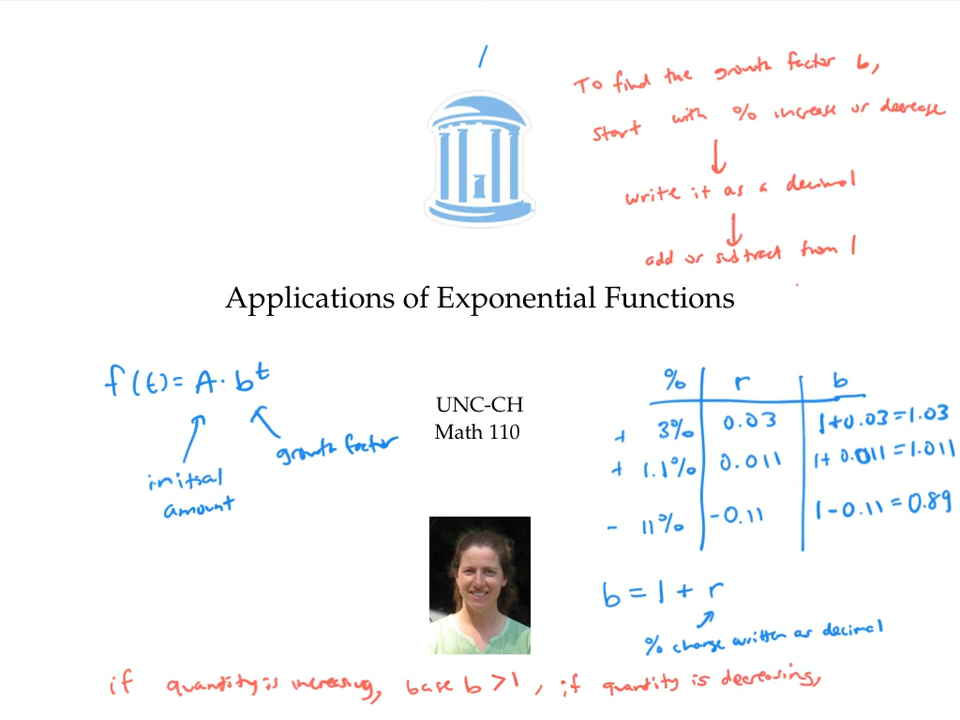 To find the growth factor b,
start with % increase or decrease
↓
write it as a decimal
↓
add or subtract from 1
Applications of Exponential Functions
f(t) = A · b^t
initial amount
growth factor
UNC-CH
Math 110
% | r | b
+ 3% | 0.03 | 1+0.03=1.03
+ 1.1% | 0.011 | 1+0.011=1.011
- 11% | -0.11 | 1-0.11=0.89
b = 1 + r
% change written as decimal
if quantity is increasing, base b > 1, if quantity is decreasing,